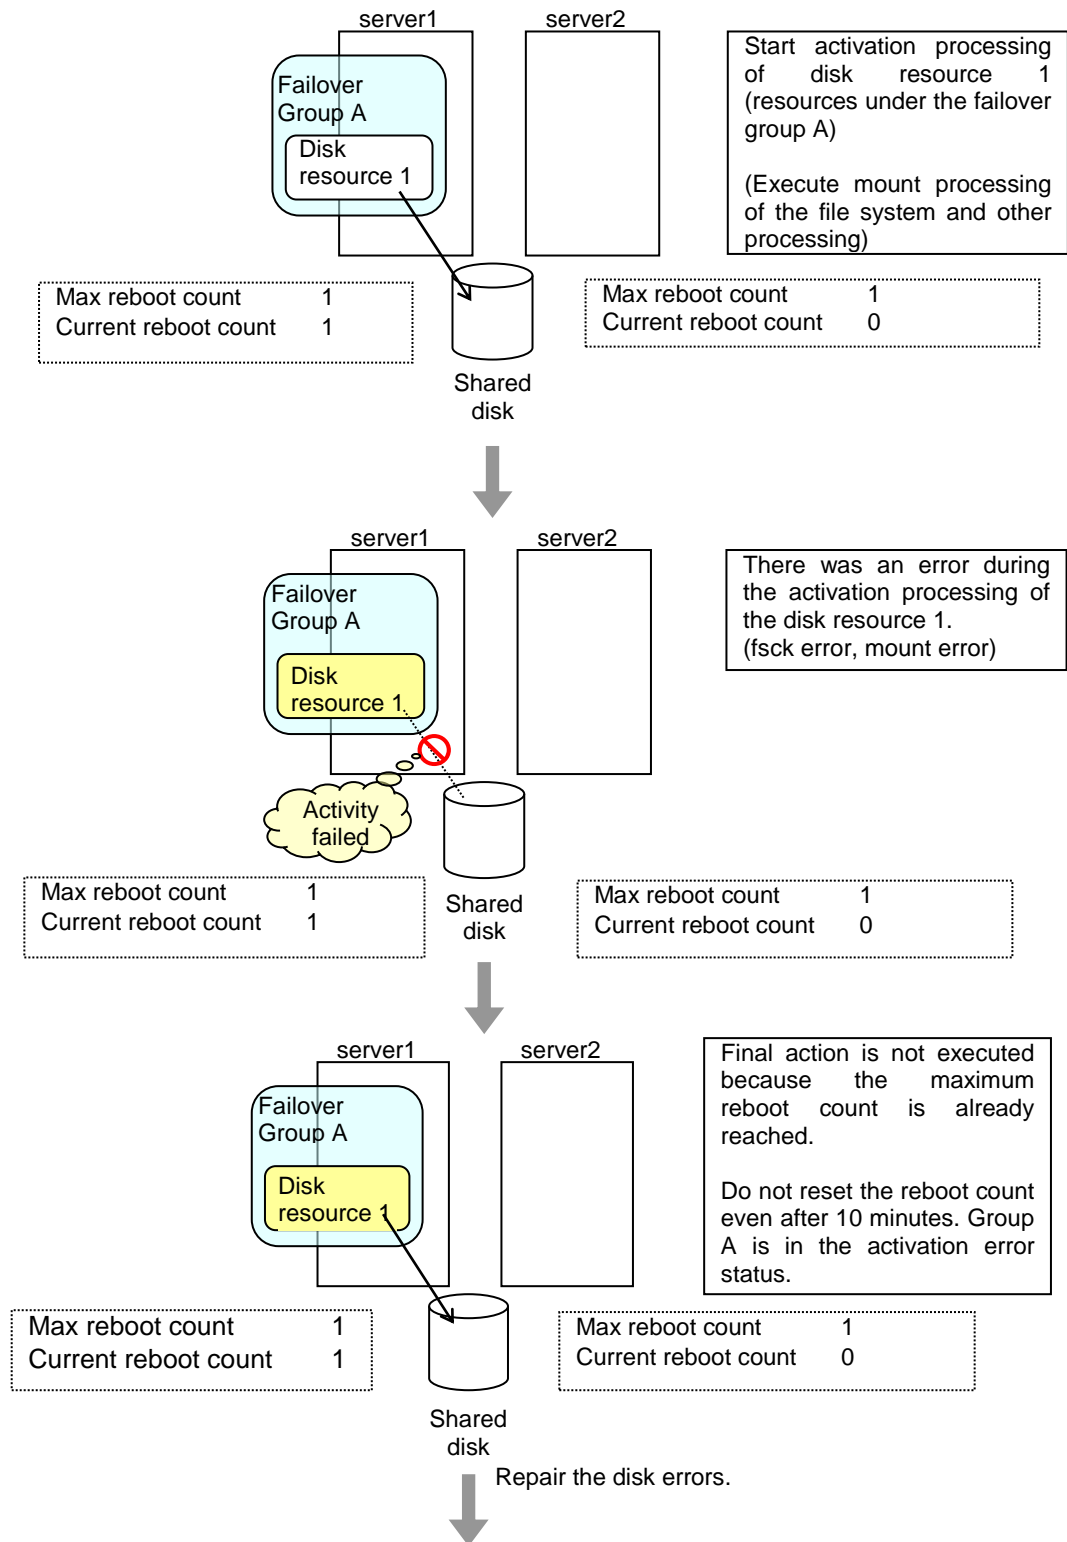 server1
server2
Failover
Group A
Disk
resource 1
Start activation processing
of disk resource 1
(resources under the failover
group A)
(Execute mount processing
of the file system and other
processing)
Max reboot count 1
Current reboot count 1
Max reboot count 1
Current reboot count 0
Shared
disk
server1
server2
Failover
Group A
Disk
resource 1
There was an error during
the activation processing of
the disk resource 1.
(fsck error, mount error)
Activity
failed
Max reboot count 1
Current reboot count 1
Max reboot count 1
Current reboot count 0
Shared
disk
server1
server2
Failover
Group A
Disk
resource 1
Final action is not executed
because the maximum
reboot count is already
reached.
Do not reset the reboot count
even after 10 minutes. Group
A is in the activation error
status.
Max reboot count 1
Current reboot count 1
Max reboot count 1
Current reboot count 0
Shared
disk
Repair the disk errors.